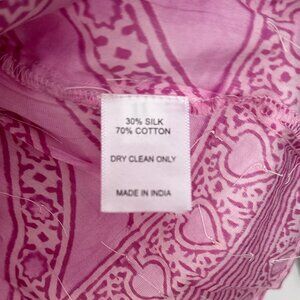 30% SILK
70% COTTON
DRY CLEAN ONLY
MADE IN INDIA